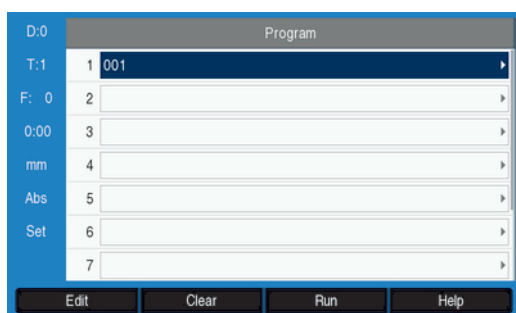 D:0 Program
T:1 1 001
F: 0 2
0:00 3
mm 4
Abs 5
Set 6
7
Edit Clear Run Help